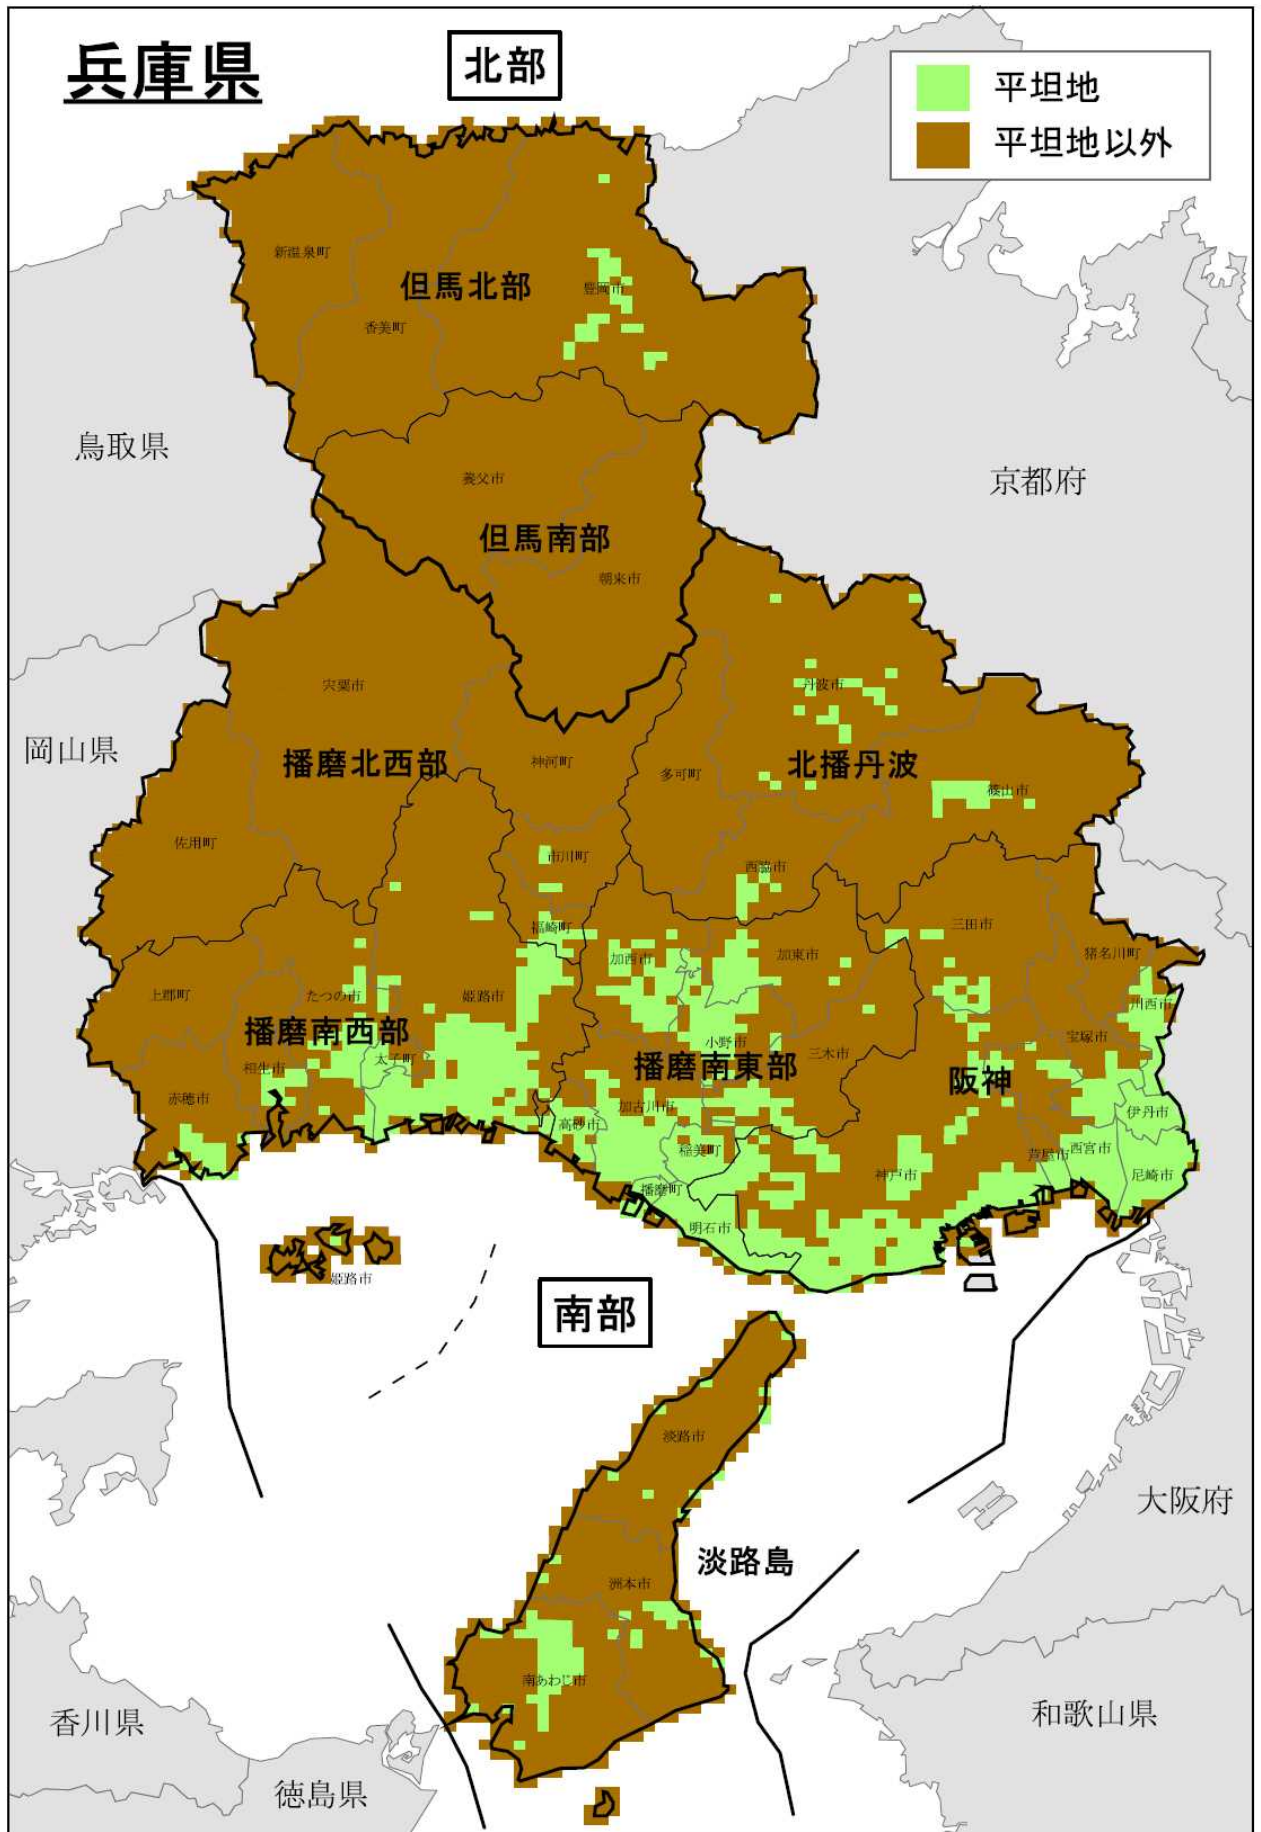 兵庫県
北部
平坦地
平坦地以外
新温泉町
但馬北部
豊岡市
香美町
鳥取県
京都府
養父市
但馬南部
朝来市
宍粟市
丹波市
岡山県
播磨北西部
神河町
多可町
北播丹波
篠山市
佐用町
市川町
西脇市
福崎町
三田市
加西市
加東市
猪名川町
上郡町
たつの市
姫路市
川西市
播磨南西部
小野市
宝塚市
太子町
三木市
相生市
播磨南東部
阪神
赤穂市
加古川市
伊丹市
高砂市
稲美町
芦屋市
西宮市
神戸市
尼崎市
播磨町
明石市
姫路市
南部
淡路市
大阪府
淡路島
洲本市
南あわじ市
香川県
和歌山県
徳島県